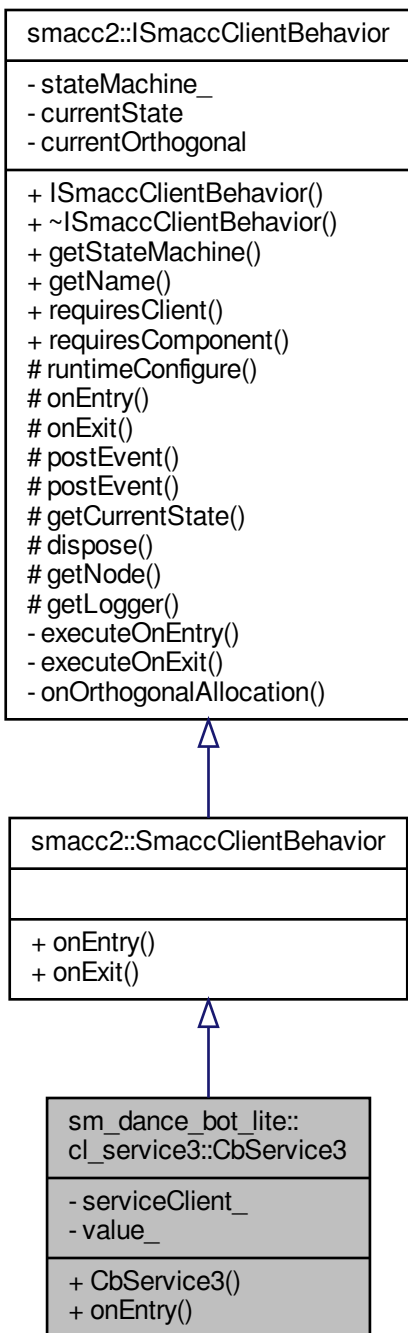 smacc2::ISmaccClientBehavior
- stateMachine_
- currentState
- currentOrthogonal
+ ISmaccClientBehavior()
+ ~ISmaccClientBehavior()
+ getStateMachine()
+ getName()
+ requiresClient()
+ requiresComponent()
# runtimeConfigure()
# onEntry()
# onExit()
# postEvent()
# postEvent()
# getCurrentState()
# dispose()
# getNode()
# getLogger()
- executeOnEntry()
- executeOnExit()
- onOrthogonalAllocation()
smacc2::SmaccClientBehavior
+ onEntry()
+ onExit()
sm_dance_bot_lite::
cl_service3::CbService3
- serviceClient_
- value_
+ CbService3()
+ onEntry()